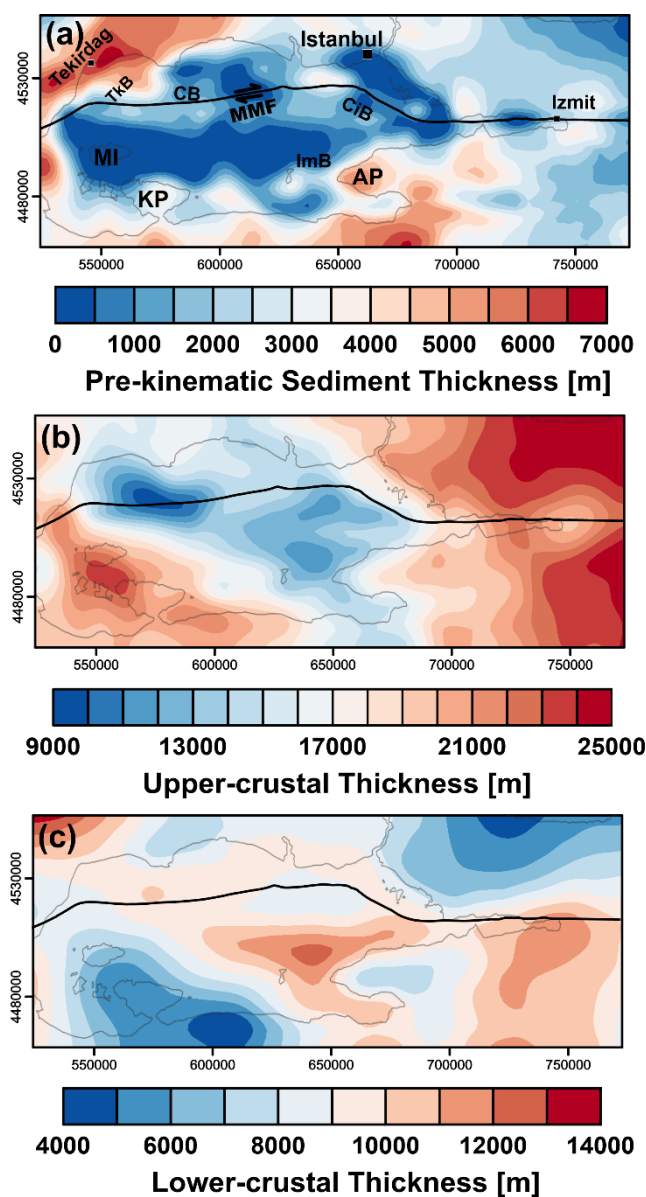 (a)
Istanbul
Tekirdag
4530000
TkB
CB
MMF
CiB
Izmit
MI
ImB
AP
KP
4480000
550000 600000 650000 700000 750000
0 1000 2000 3000 4000 5000 6000 7000
Pre-kinematic Sediment Thickness [m]
(b)
4530000
4480000
550000 600000 650000 700000 750000
9000 13000 17000 21000 25000
Upper-crustal Thickness [m]
(c)
4530000
4480000
550000 600000 650000 700000 750000
4000 6000 8000 10000 12000 14000
Lower-crustal Thickness [m]